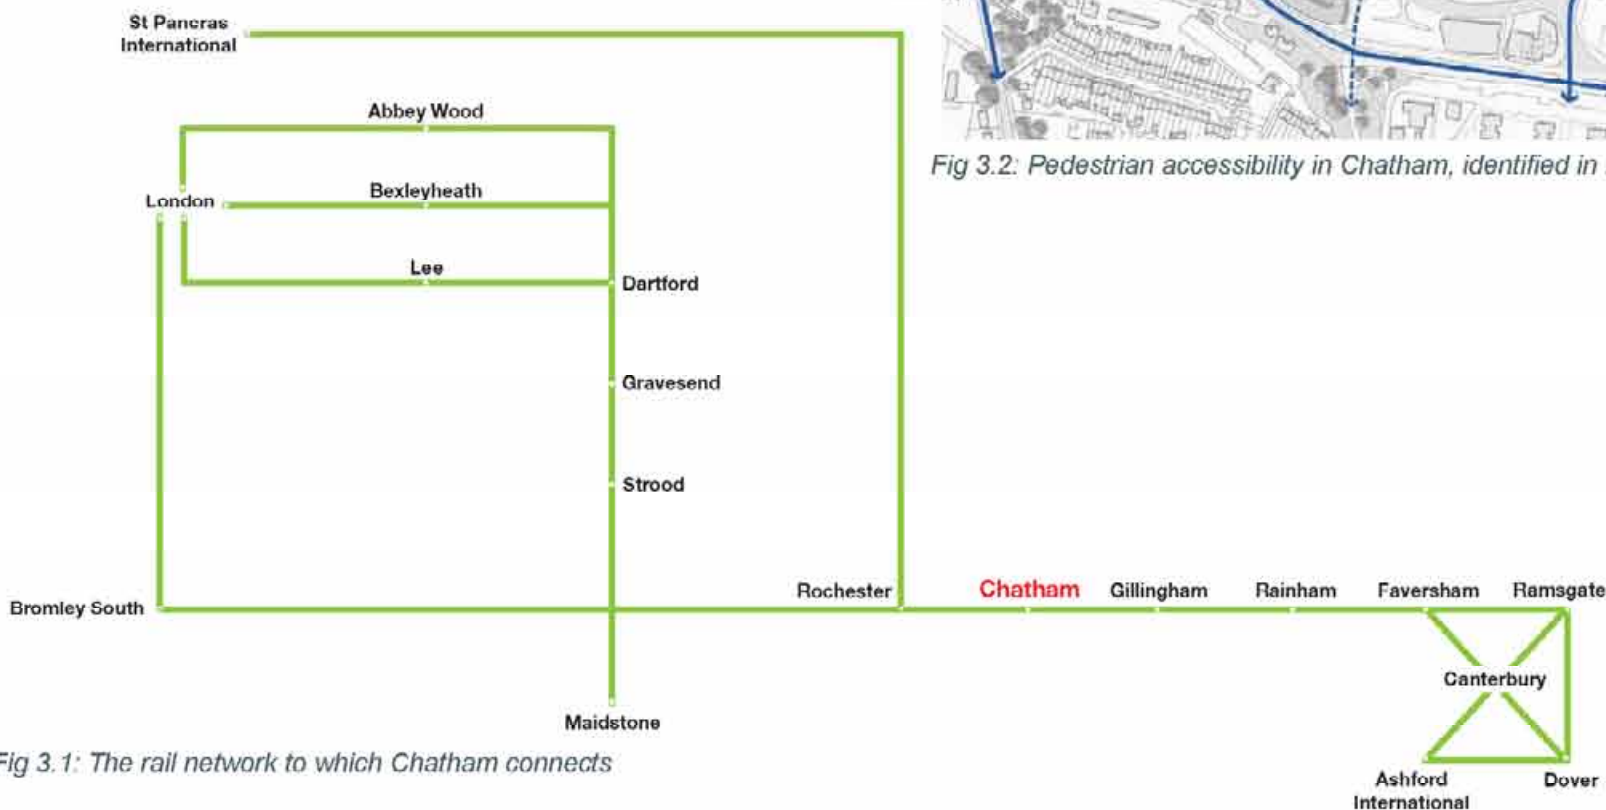 St Pancras
International
Abbey Wood
Fig 3.2: Pedestrian accessibility in Chatham, identified in
London
Bexleyheath
Lee
Dartford
Gravesend
Strood
Bromley South
Rochester
Chatham
Gillingham
Rainham
Faversham
Ramsgate
Canterbury
Maidstone
Fig 3.1: The rail network to which Chatham connects
Ashford
International
Dover